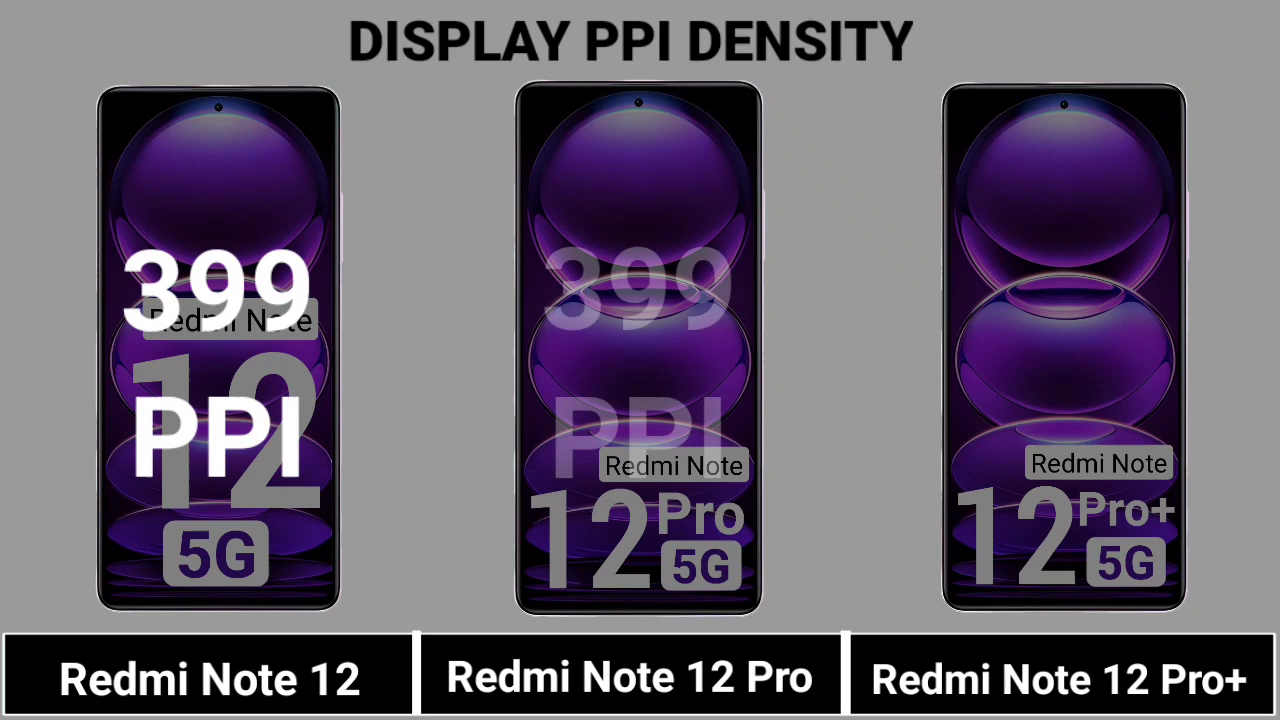 DISPLAY PPI DENSITY
399
Redmi Note
12
PPI
5G
399
PPI
Redmi Note
12 Pro
5G
Redmi Note
12 Pro+
5G
Redmi Note 12
Redmi Note 12 Pro
Redmi Note 12 Pro+